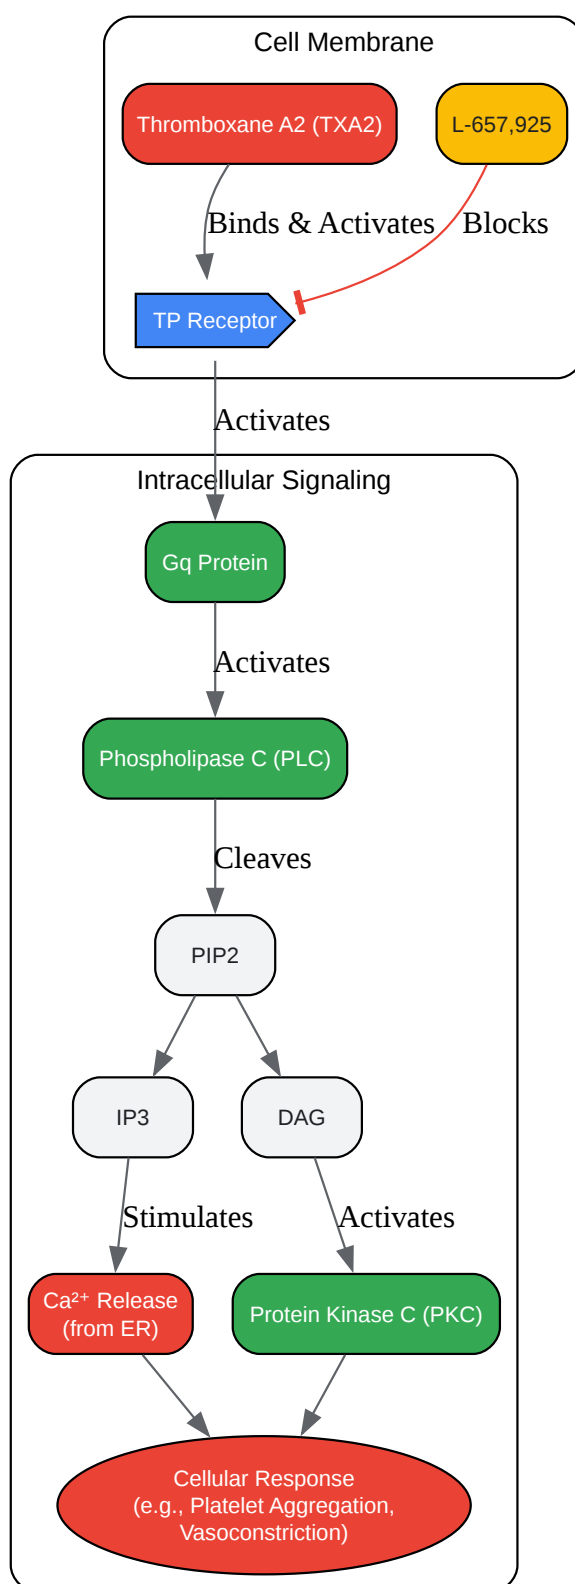 Cell Membrane
Thromboxane A2 (TXA2)
L-657,925
Binds & Activates
Blocks
TP Receptor
Activates
Intracellular Signaling
Gq Protein
Activates
Phospholipase C (PLC)
Cleaves
PIP2
IP3
DAG
Stimulates
Activates
Ca²⁺ Release
(from ER)
Protein Kinase C (PKC)
Cellular Response
(e.g., Platelet Aggregation,
Vasoconstriction)